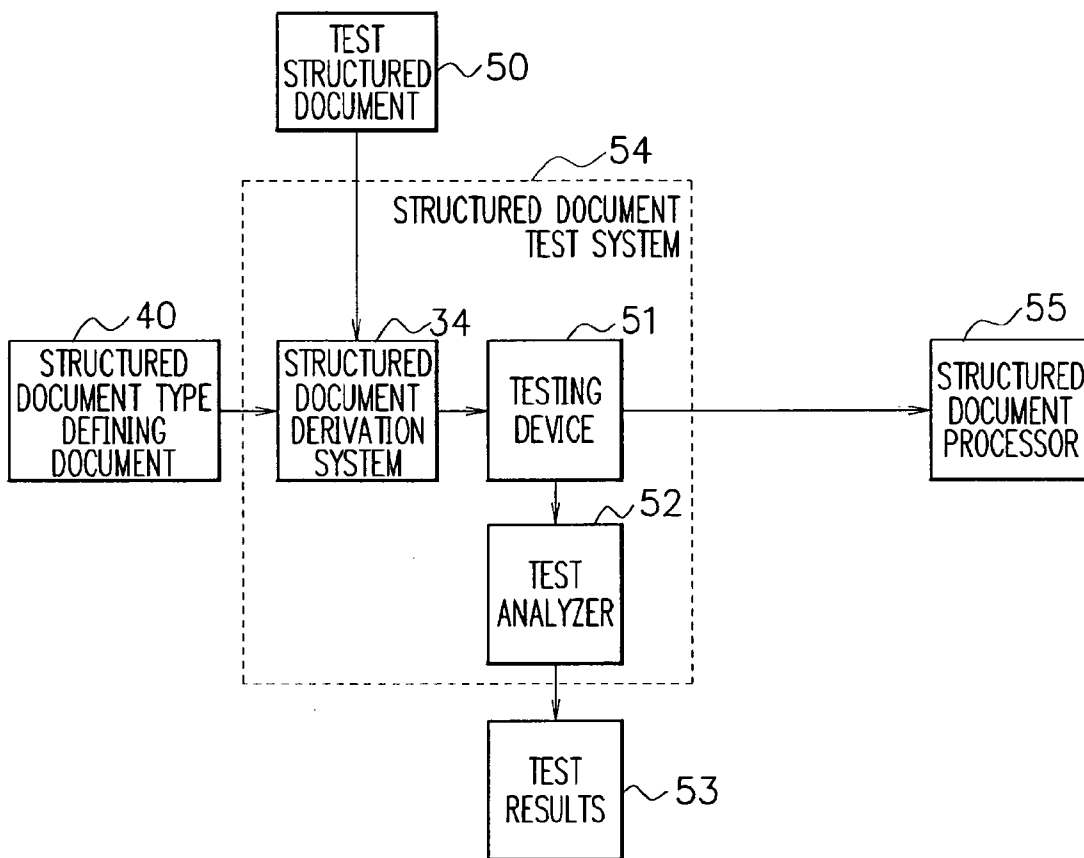 TEST
STRUCTURED
DOCUMENT
50
54
STRUCTURED DOCUMENT
TEST SYSTEM
40
STRUCTURED
DOCUMENT TYPE
DEFINING
DOCUMENT
34
STRUCTURED
DOCUMENT
DERIVATION
SYSTEM
51
TESTING
DEVICE
55
STRUCTURED
DOCUMENT
PROCESSOR
52
TEST
ANALYZER
TEST
RESULTS
53